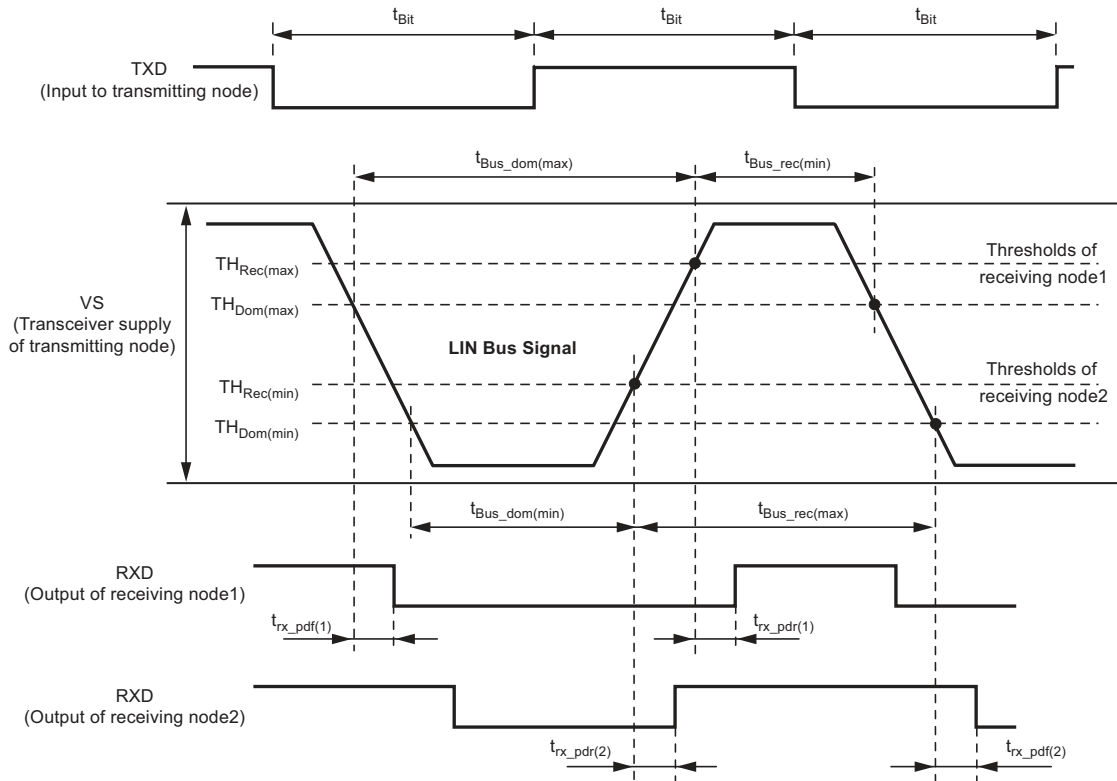 tBit tBit tBit
TXD
(Input to transmitting node)
tBus_dom(max) tBus_rec(min)
THRec(max)
Thresholds of
receiving node1
THDom(max)
VS
(Transceiver supply
of transmitting node)
LIN Bus Signal
THRec(min)
Thresholds of
receiving node2
THDom(min)
tBus_dom(min) tBus_rec(max)
RXD
(Output of receiving node1)
trx_pdf(1) trx_pdr(1)
RXD
(Output of receiving node2)
trx_pdr(2) trx_pdf(2)